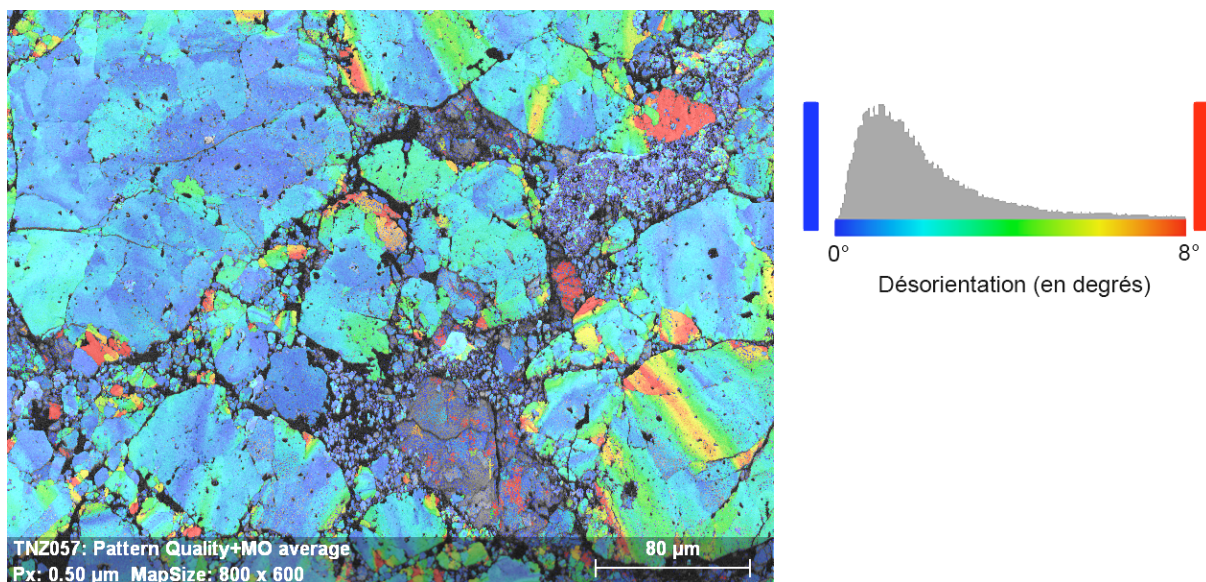 0°
8°
Désorientation (en degrés)
TNZ057: Pattern Quality+MO average
80 µm
Px: 0.50 µm MapSize: 800 x 600